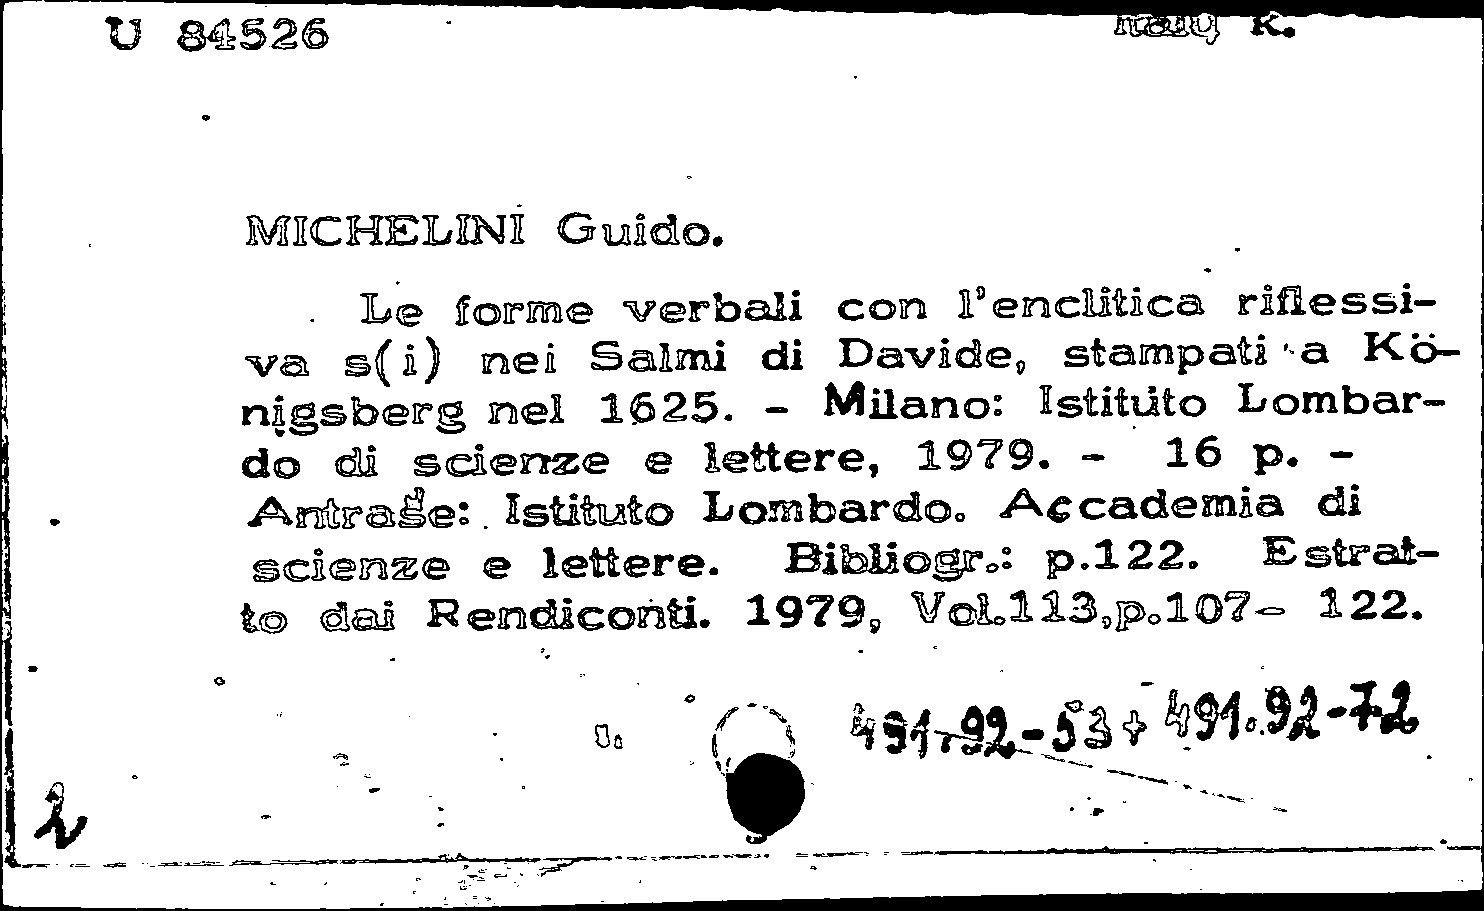 U 84526 Italų k.
MICHELINI Guido.
Le forme verbali con l'enclitica riflessi-
va s(i) nei Salmi di Davide, stampati a Kö-
nigsberg nel 1625. - Milano: Istituto Lombar-
do di scienze e lettere, 1979. - 16 p. -
Antraše: Istituto Lombardo. Accademia di
scienze e lettere. Bibliogr.: p.122. Estrat-
to dai Rendiconti. 1979, Vol.113,p.107- 122.
491.92-53+491.92-72
2